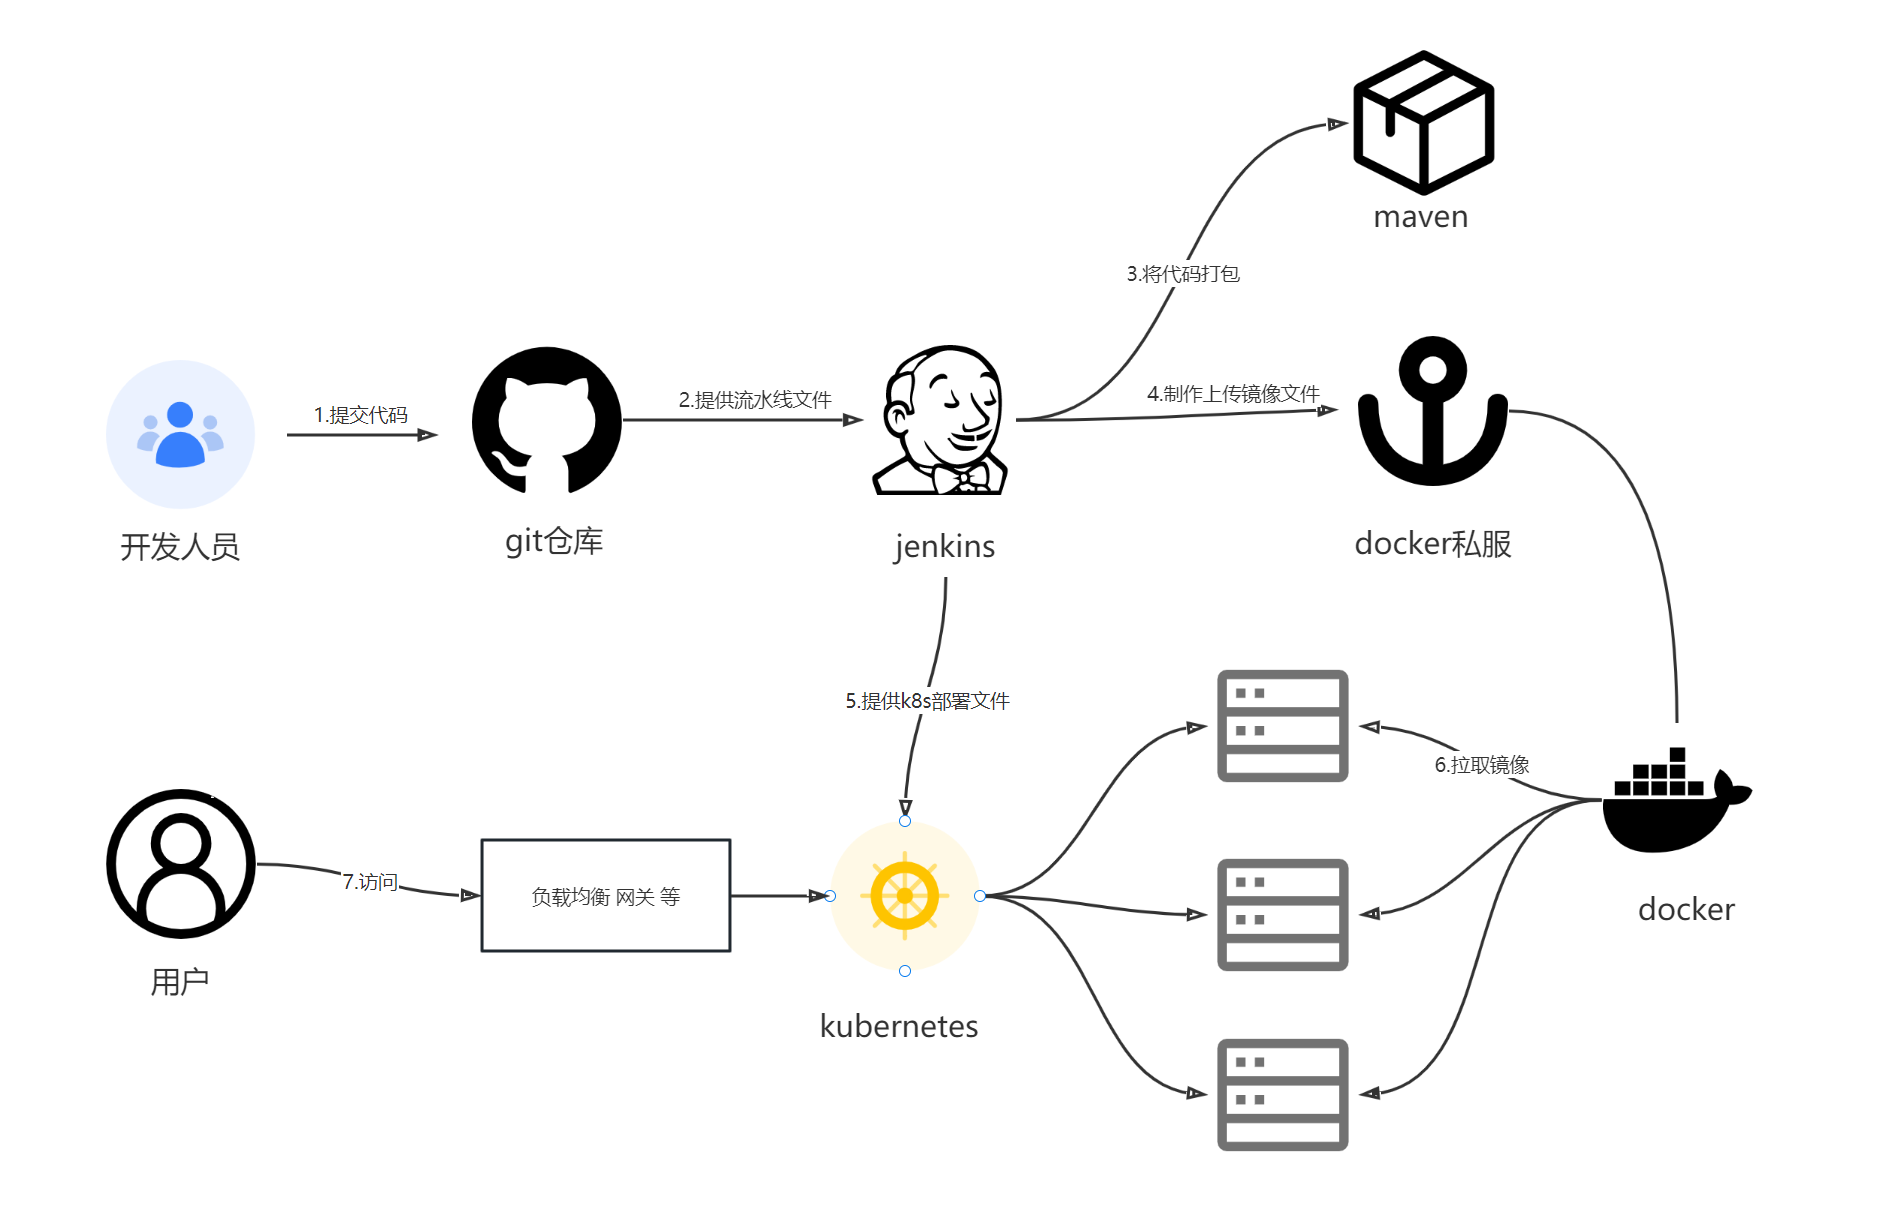 maven
3.将代码打包
1.提交代码
2.提供流水线文件
4.制作上传镜像文件
开发人员
git仓库
jenkins
docker私服
5.提供k8s部署文件
6.拉取镜像
7.访问
负载均衡 网关 等
docker
用户
kubernetes